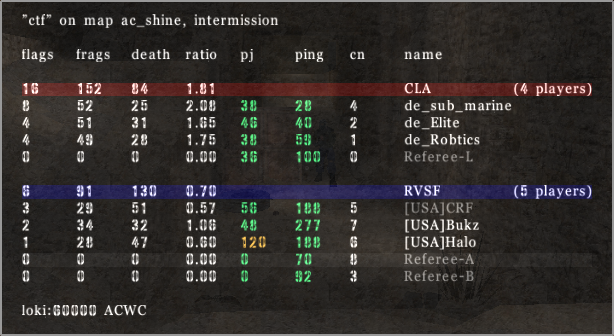 "ctf" on map ac_shine, intermission
flags frags death ratio pj ping cn name
16 152 84 1.81 CLA (4 players)
8 52 25 2.08 38 28 4 de_sub_marine
4 51 31 1.65 46 40 2 de_Elite
4 49 28 1.75 38 59 1 de_Robtics
0 0 0 0.00 36 100 0 Referee-L
6 91 130 0.70 RVSF (5 players)
3 29 51 0.57 56 188 5 [USA]CRF
2 34 32 1.06 48 277 7 [USA]Bukz
1 28 47 0.60 120 188 6 [USA]Halo
0 0 0 0.00 0 70 8 Referee-A
0 0 0 0.00 0 92 3 Referee-B
loki:60000 ACWC